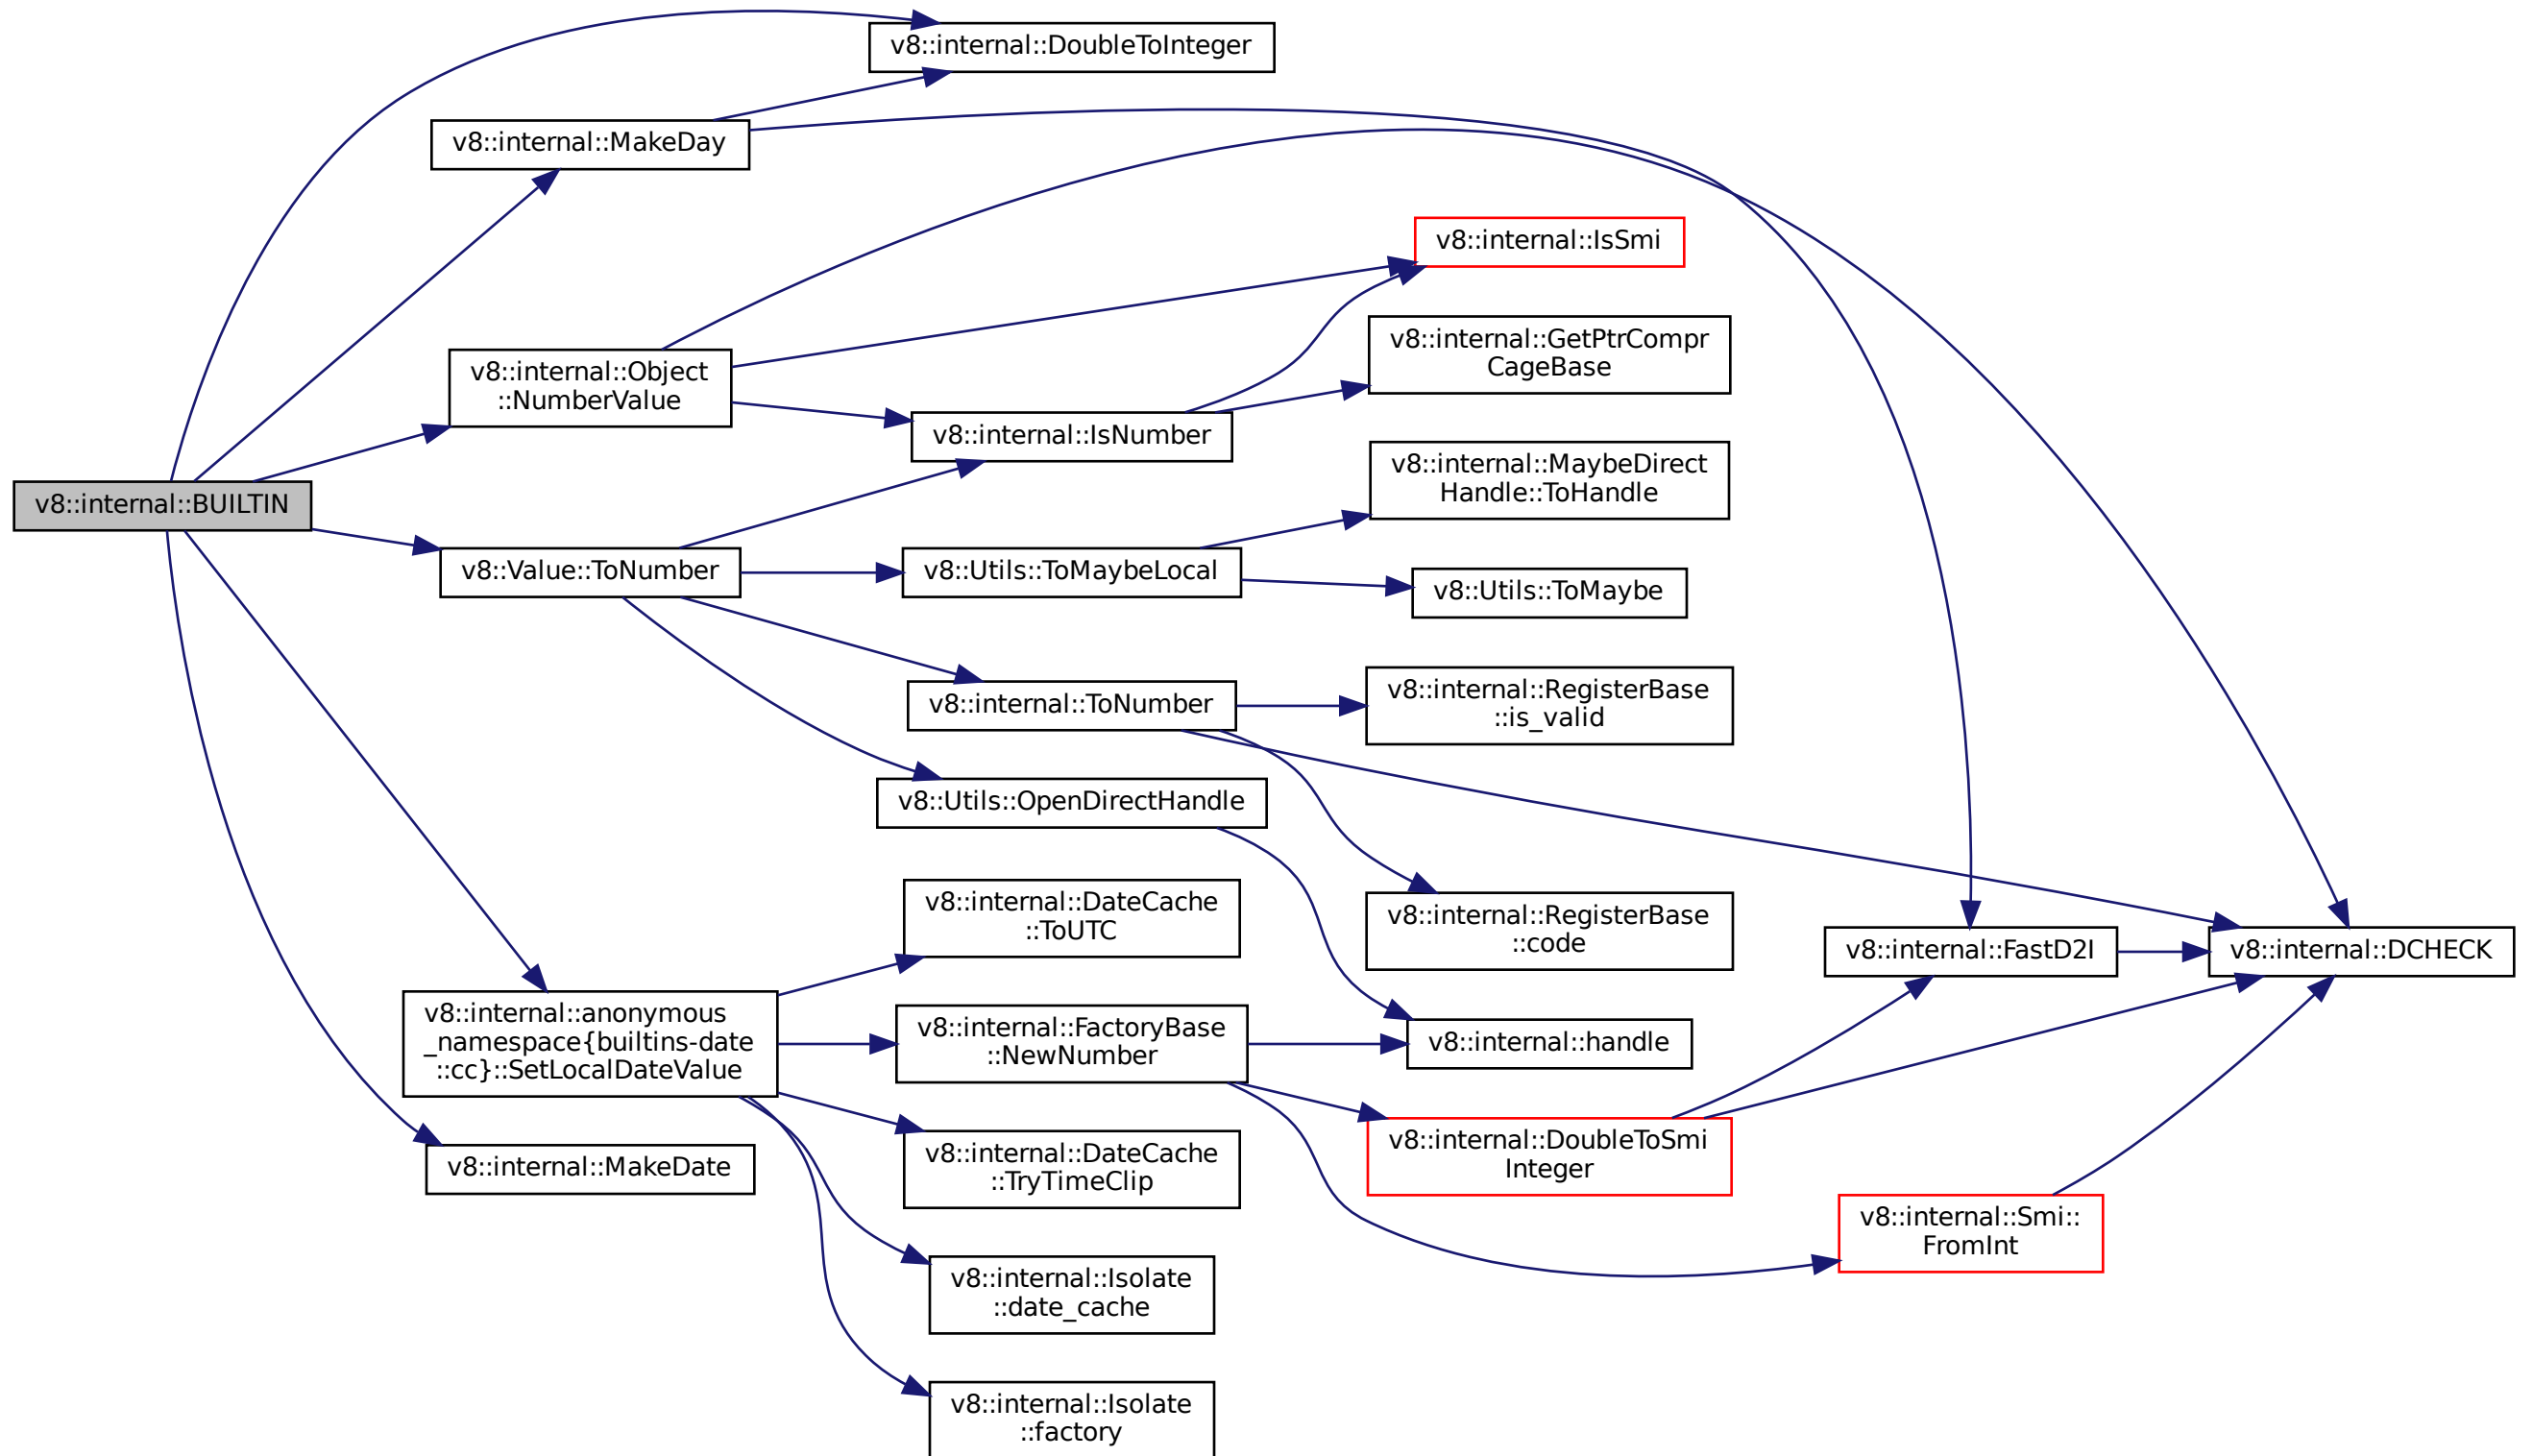 v8::internal::DoubleToInteger
v8::internal::MakeDay
v8::internal::IsSmi
v8::internal::GetPtrCompr
CageBase
v8::internal::Object
::NumberValue
v8::internal::IsNumber
v8::internal::MaybeDirect
Handle::ToHandle
v8::internal::BUILTIN
v8::Value::ToNumber
v8::Utils::ToMaybeLocal
v8::Utils::ToMaybe
v8::internal::ToNumber
v8::internal::RegisterBase
::is_valid
v8::Utils::OpenDirectHandle
v8::internal::DateCache
::ToUTC
v8::internal::RegisterBase
::code
v8::internal::FastD2I
v8::internal::DCHECK
v8::internal::anonymous
_namespace{builtins-date
::cc}::SetLocalDateValue
v8::internal::FactoryBase
::NewNumber
v8::internal::handle
v8::internal::MakeDate
v8::internal::DateCache
::TryTimeClip
v8::internal::DoubleToSmi
Integer
v8::internal::Smi::
FromInt
v8::internal::Isolate
::date_cache
v8::internal::Isolate
::factory